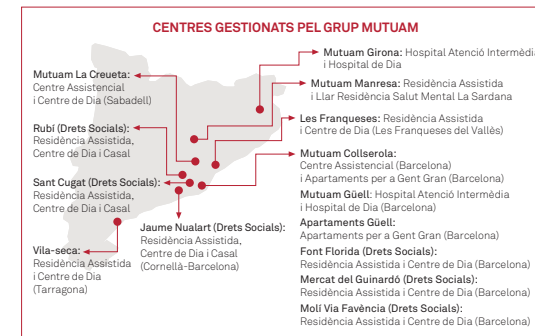 CENTRES GESTIONATS PEL GRUP MUTUAM
Mutuam La Creueta:
Centre Assistencial
i Centre de Dia (Sabadell)
Rubí (Drets Socials):
Residència Assistida,
Centre de Dia i Casal
Sant Cugat (Drets Socials):
Residència Assistida,
Centre de Dia i Casal
Vila-seca:
Residència Assistida
i Centre de Dia
(Tarragona)
Jaume Nualart (Drets Socials):
Residència Assistida,
Centre de Dia i Casal
(Cornellà-Barcelona)
Mutuam Girona: Hospital Atenció Intermèdia
i Hospital de Dia
Mutuam Manresa: Residència Assistida
i Llar Residència Salut Mental La Sardana
Les Franqueses: Residència Assistida
i Centre de Dia (Les Franqueses del Vallès)
Mutuam Collserola:
Centre Assistencial (Barcelona)
i Apartaments per a Gent Gran (Barcelona)
Mutuam Güell: Hospital Atenció Intermèdia
i Hospital de Dia (Barcelona)
Apartaments Güell:
Apartaments per a Gent Gran (Barcelona)
Font Florida (Drets Socials):
Residència Assistida i Centre de Dia (Barcelona)
Mercat del Guinardó (Drets Socials):
Residència Assistida i Centre de Dia (Barcelona)
Molí Via Favència (Drets Socials):
Residència Assistida i Centre de Dia (Barcelona)